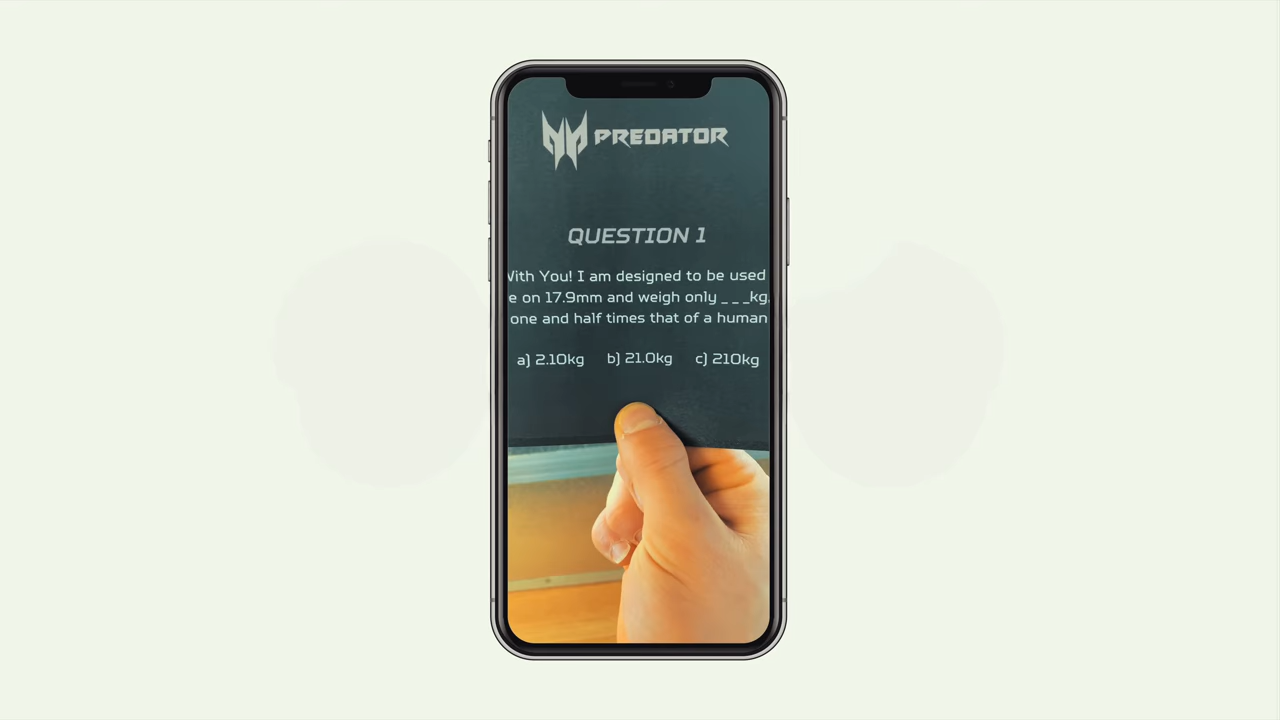 PREDATOR
QUESTION 1
With You! I am designed to be used
e on 17.9mm and weigh only _ _ _kg.
one and half times that of a human
a) 2.10kg b) 21.0kg c) 210kg